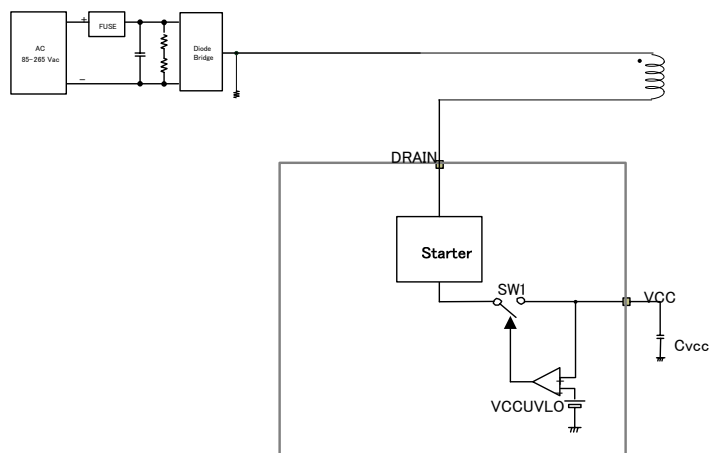 AC
85-265 Vac
+
−
FUSE
Diode
Bridge
DRAIN
Starter
SW1
VCC
Cvcc
+
VCCUVLO